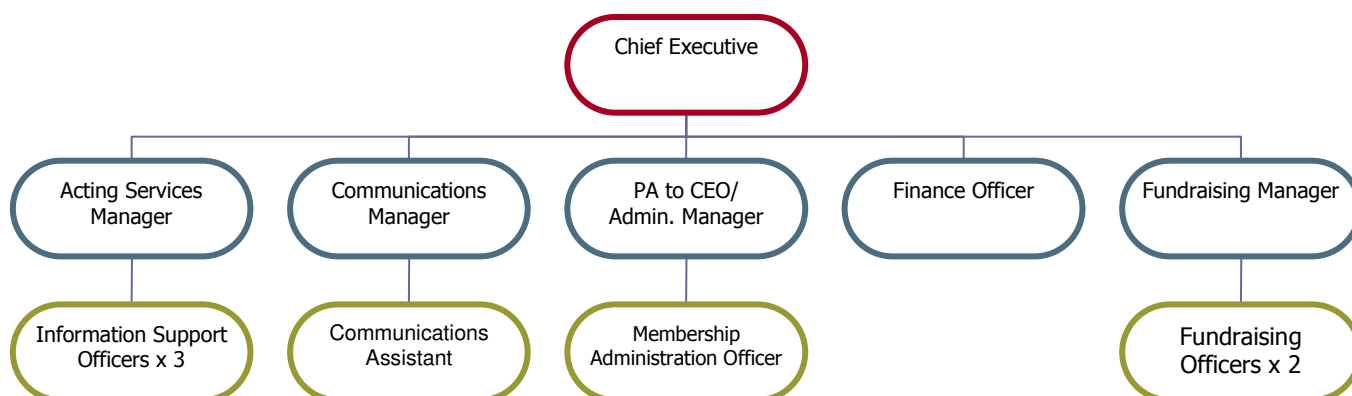 Chief Executive
Acting Services
Manager
Communications
Manager
PA to CEO/
Admin. Manager
Finance Officer
Fundraising Manager
Information Support
Officers x 3
Communications
Assistant
Membership
Administration Officer
Fundraising
Officers x 2